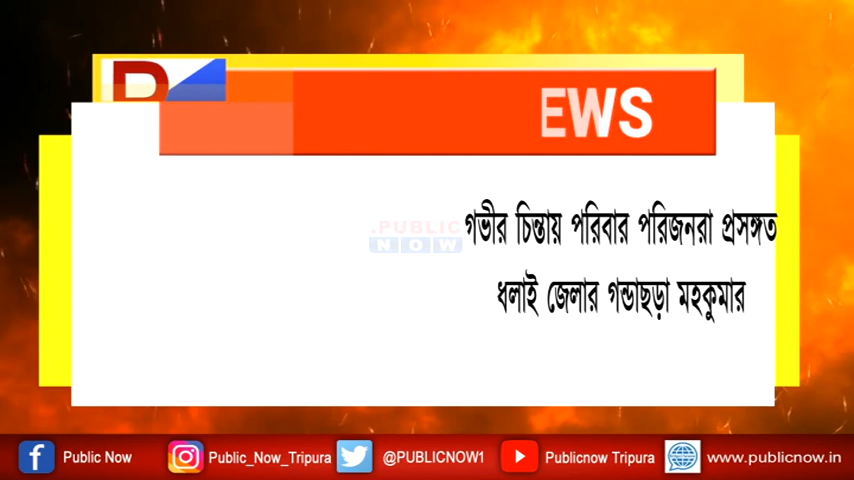 EWS
গভীর চিন্তায় পরিবার পরিজনরা প্রসঙ্গত
.PUBLIC
NOW
ধলাই জেলার গন্ডাছড়া মহকুমার
Public Now
Public_Now_Tripura
@PUBLICNOW1
Publicnow Tripura
www.publicnow.in